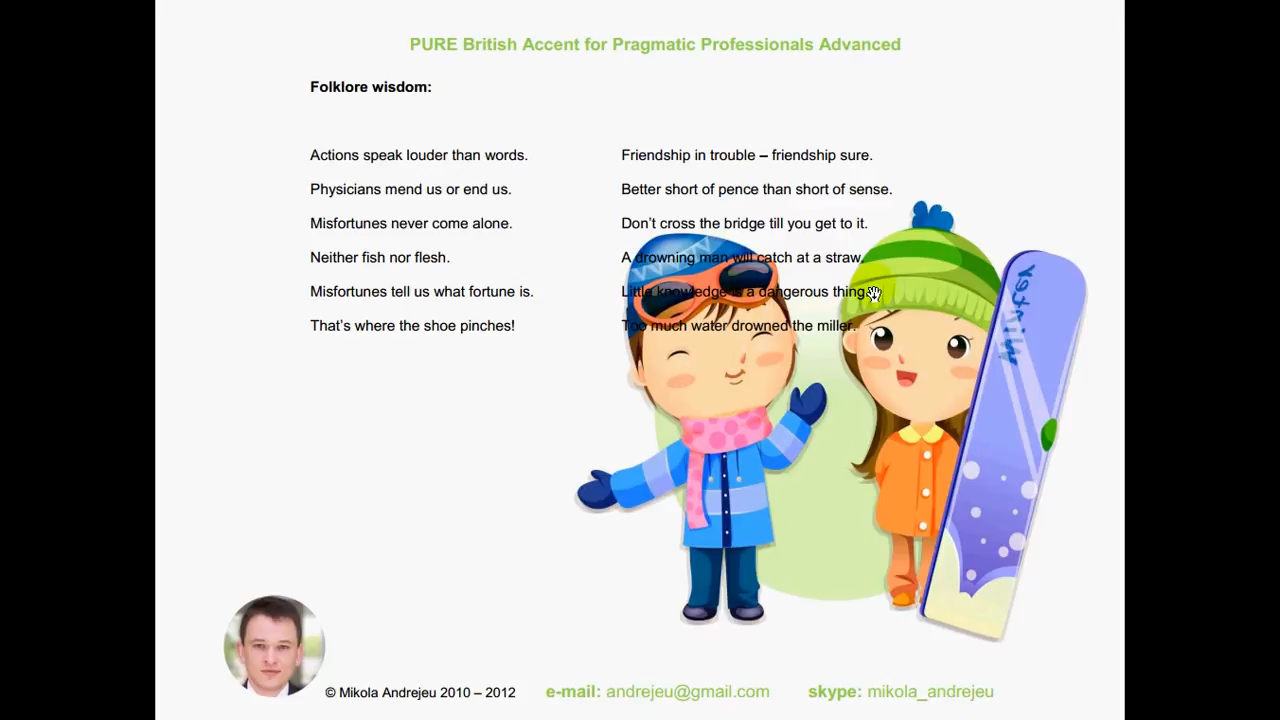 PURE British Accent for Pragmatic Professionals Advanced
Folklore wisdom:
Actions speak louder than words.
Physicians mend us or end us.
Misfortunes never come alone.
Neither fish nor flesh.
Misfortunes tell us what fortune is.
That's where the shoe pinches!
Friendship in trouble – friendship sure.
Better short of pence than short of sense.
Don't cross the bridge till you get to it.
A drowning man will catch at a straw.
Little knowledge is a dangerous thing
Too much water drowned the miller.
© Mikola Andrejeu 2010 – 2012
e-mail: andrejeu@gmail.com
skype: mikola_andrejeu